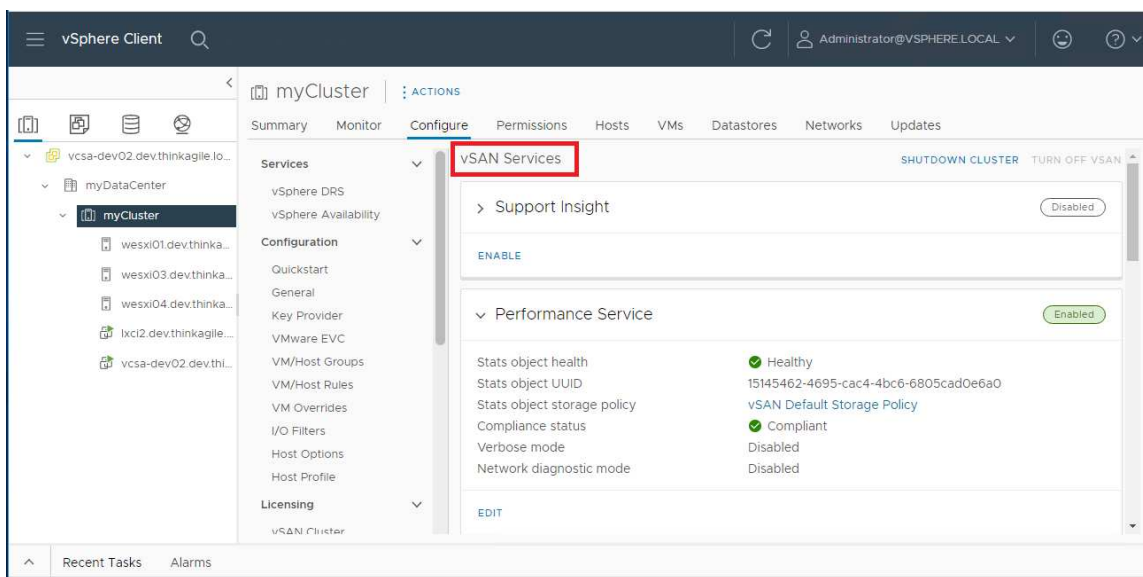 vSphere Client
Administrator@VSPHERE.LOCAL
myCluster
ACTIONS
Summary Monitor Configure Permissions Hosts VMs Datastores Networks Updates
vcsa-dev02.dev.thinkagile.lo...
myDataCenter
myCluster
wesxi01.dev.thinka...
wesxi03.dev.thinka...
wesxi04.dev.thinka...
lxci2.dev.thinkagile....
vcsa-dev02.dev.thi...
Services
vSphere DRS
vSphere Availability
Configuration
Quickstart
General
Key Provider
VMware EVC
VM/Host Groups
VM/Host Rules
VM Overrides
I/O Filters
Host Options
Host Profile
Licensing
vSAN Cluster
vSAN Services
SHUTDOWN CLUSTER TURN OFF VSAN
Support Insight Disabled
ENABLE
Performance Service Enabled
Stats object health Healthy
Stats object UUID 15145462-4695-cac4-4bc6-6805cad0e6a0
Stats object storage policy vSAN Default Storage Policy
Compliance status Compliant
Verbose mode Disabled
Network diagnostic mode Disabled
EDIT
Recent Tasks Alarms